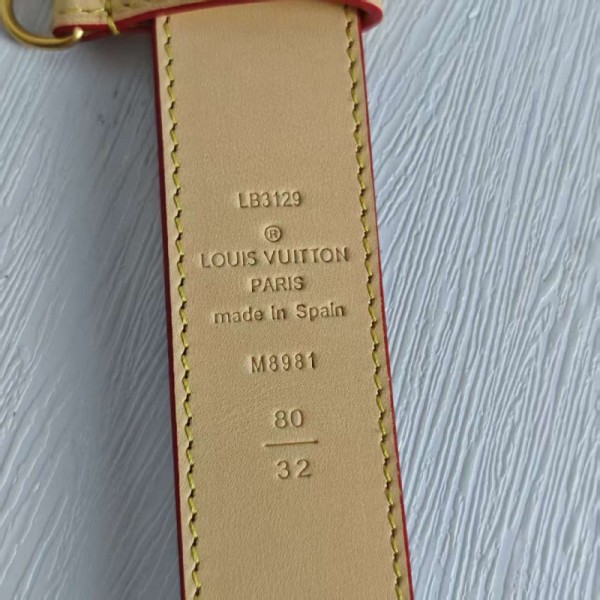 LB3129
®
LOUIS VUITTON
PARIS
made in Spain
M8981
80
32